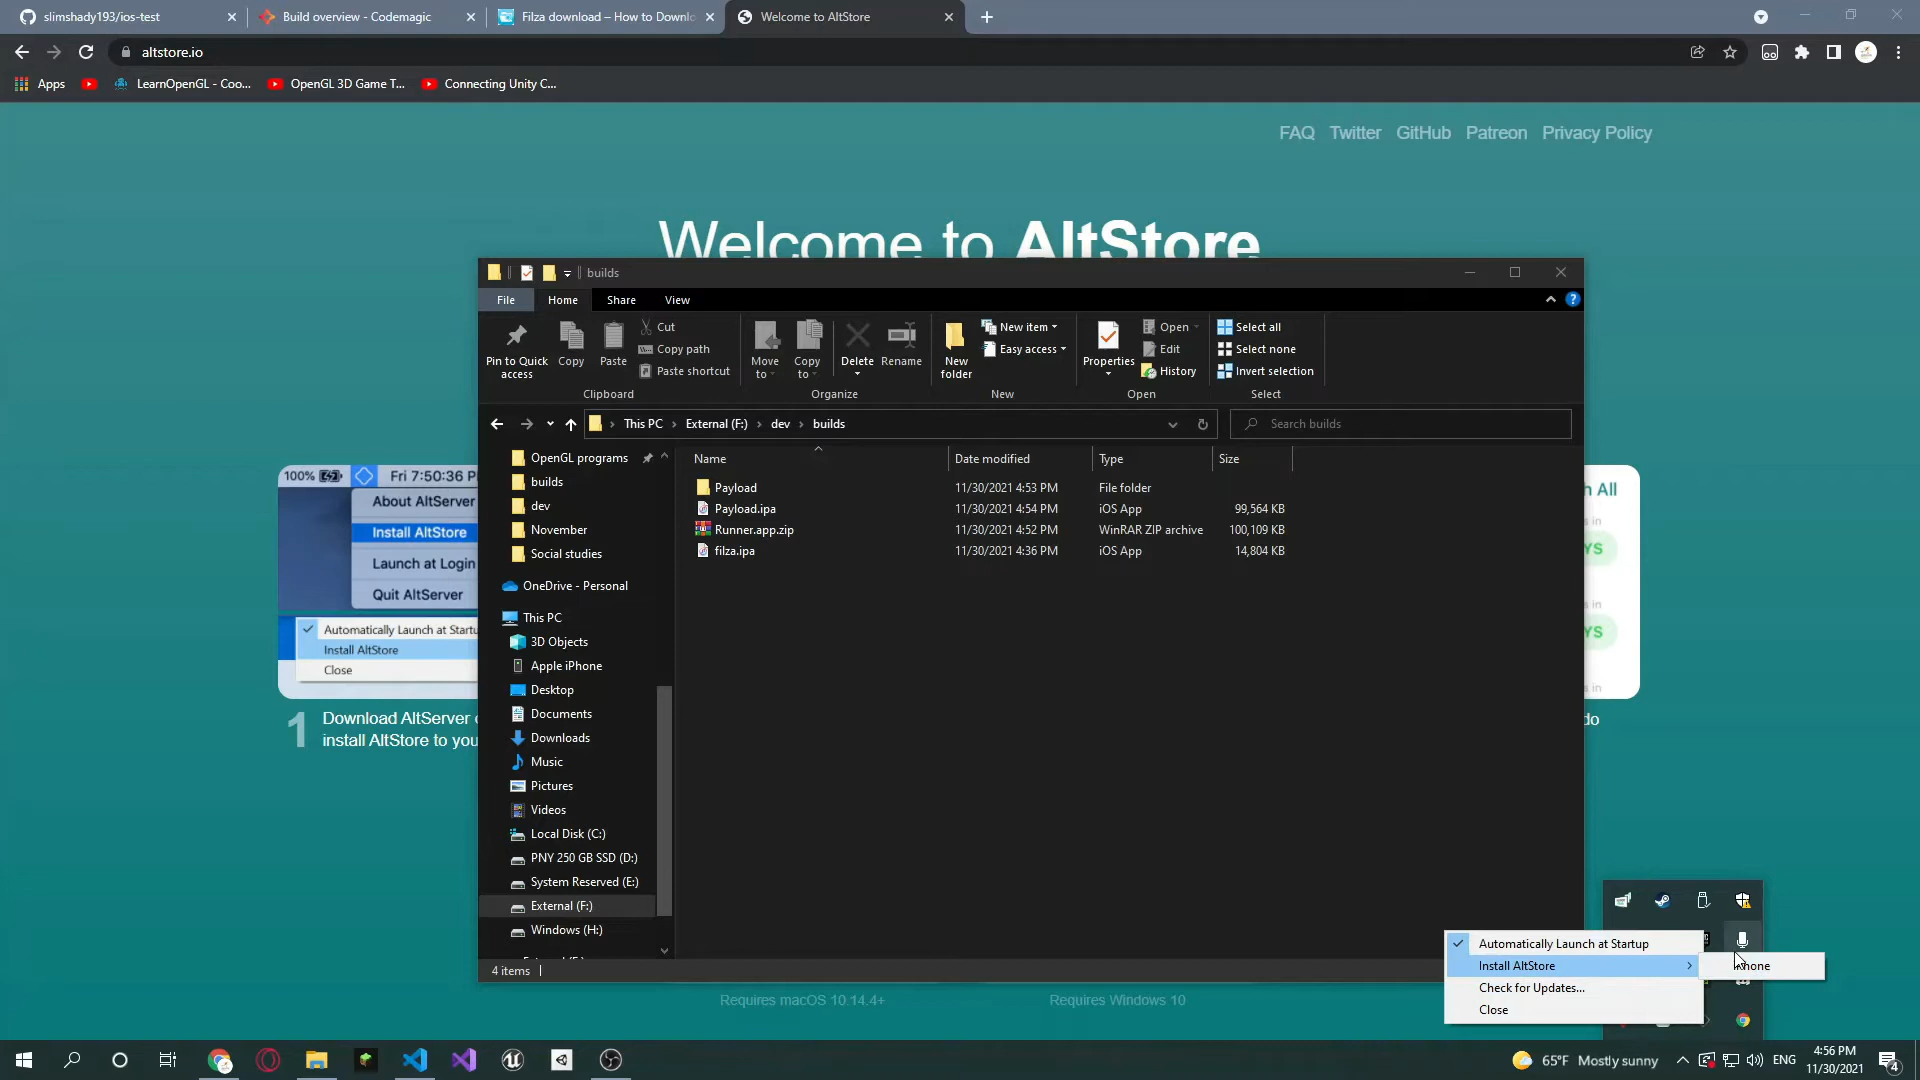 slimshady193/ios-test
Build overview - Codemagic
Filza download – How to Downl
Welcome to AltStore
altstore.io
Apps
LearnOpenGL - Coo...
OpenGL 3D Game T...
Connecting Unity C...
FAQ Twitter GitHub Patreon Privacy Policy
Welcome to AltStore
builds
File Home Share View
Pin to Quick access
Copy
Paste
Cut
Copy path
Paste shortcut
Clipboard
Move to
Copy to
Delete
Rename
Organize
New folder
New item
Easy access
New
Properties
Open
Edit
History
Open
Select all
Select none
Invert selection
Select
This PC > External (F:) > dev > builds
Search builds
OpenGL programs
builds
dev
November
Social studies
OneDrive - Personal
This PC
3D Objects
Apple iPhone
Desktop
Documents
Downloads
Music
Pictures
Videos
Local Disk (C:)
PNY 250 GB SSD (D:)
System Reserved (E:)
External (F:)
Windows (H:)
Name Date modified Type Size
Payload 11/30/2021 4:53 PM File folder
Payload.ipa 11/30/2021 4:54 PM iOS App 99,564 KB
Runner.app.zip 11/30/2021 4:52 PM WinRAR ZIP archive 100,109 KB
filza.ipa 11/30/2021 4:36 PM iOS App 14,804 KB
4 items
100% Fri 7:50:36 P
About AltServer
Install AltStore
Launch at Login
Quit AltServer
Automatically Launch at Startu
Install AltStore
Close
1 Download AltServer
install AltStore to you
h All
s in
YS
s in
YS
s in
do
Requires macOS 10.14.4+
Requires Windows 10
Automatically Launch at Startup
Install AltStore
Check for Updates...
Close
hone
65°F Mostly sunny
ENG
4:56 PM
11/30/2021
4